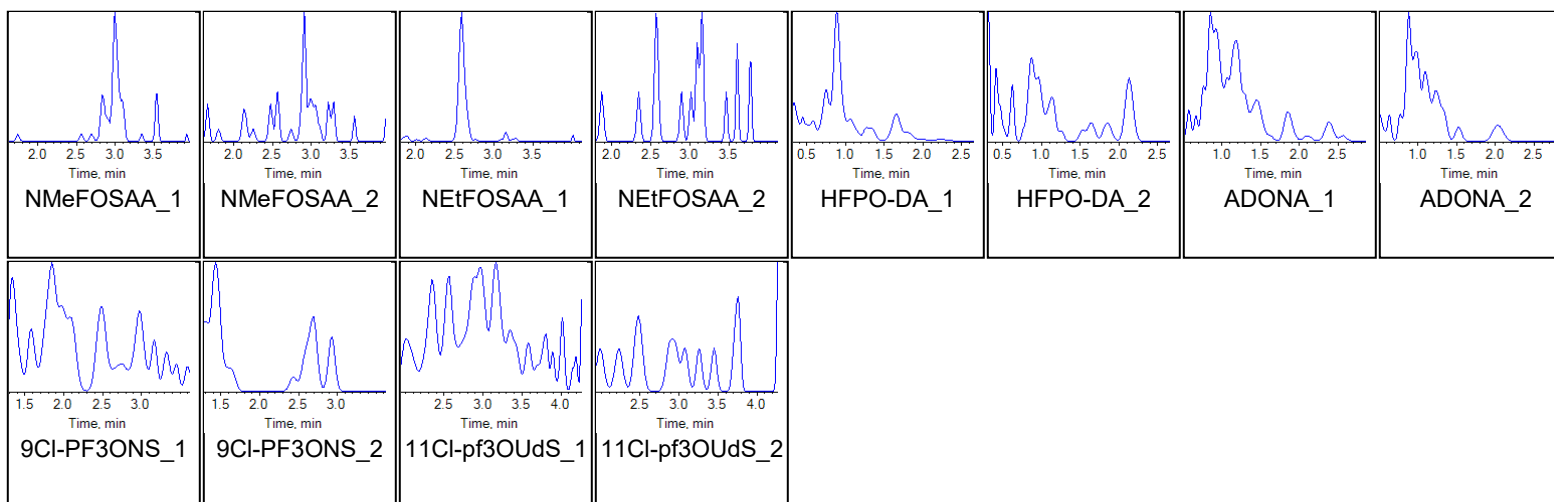 2.0 3.0 3.5
Time, min
NMeFOSAA_1
2.0 2.5 3.0 3.5
Time, min
NMeFOSAA_2
2.0 2.5 3.0 3.5
Time, min
NEtFOSAA_1
2.0 2.5 3.0 3.5
Time, min
NEtFOSAA_2
0.5 1.0 1.5 2.0 2.5
Time, min
HFPO-DA_1
0.5 1.0 1.5 2.0 2.5
Time, min
HFPO-DA_2
1.0 1.5 2.0 2.5
Time, min
ADONA_1
1.0 1.5 2.0 2.5
Time, min
ADONA_2
1.5 2.0 2.5 3.0
Time, min
9Cl-PF3ONS_1
1.5 2.0 2.5 3.0
Time, min
9Cl-PF3ONS_2
2.5 3.0 3.5 4.0
Time, min
11Cl-pf3OUdS_1
2.5 3.0 3.5 4.0
Time, min
11Cl-pf3OUdS_2